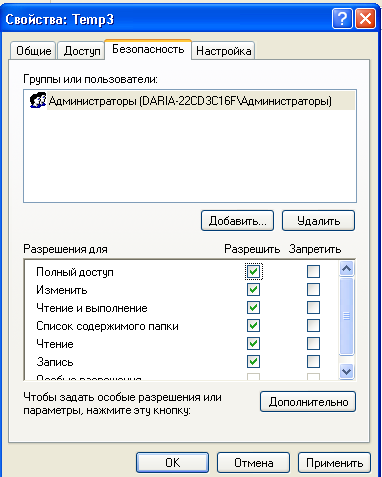 Свойства: Temp3
Общие Доступ Безопасность Настройка
Группы или пользователи:
Администраторы (DARIA-22CD3C16F\Администраторы)
Добавить... Удалить
Разрешения для Разрешить Запретить
Полный доступ
Изменить
Чтение и выполнение
Список содержимого папки
Чтение
Запись
Особые разрешения
Чтобы задать особые разрешения или
параметры, нажмите эту кнопку:
Дополнительно
OK Отмена Применить